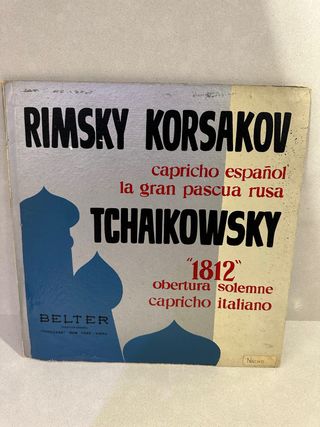 RIMSKY KORSAKOV
capricho español
la gran pascua rusa
TCHAIKOWSKY
"1812"
obertura solemne
capricho italiano
BELTER